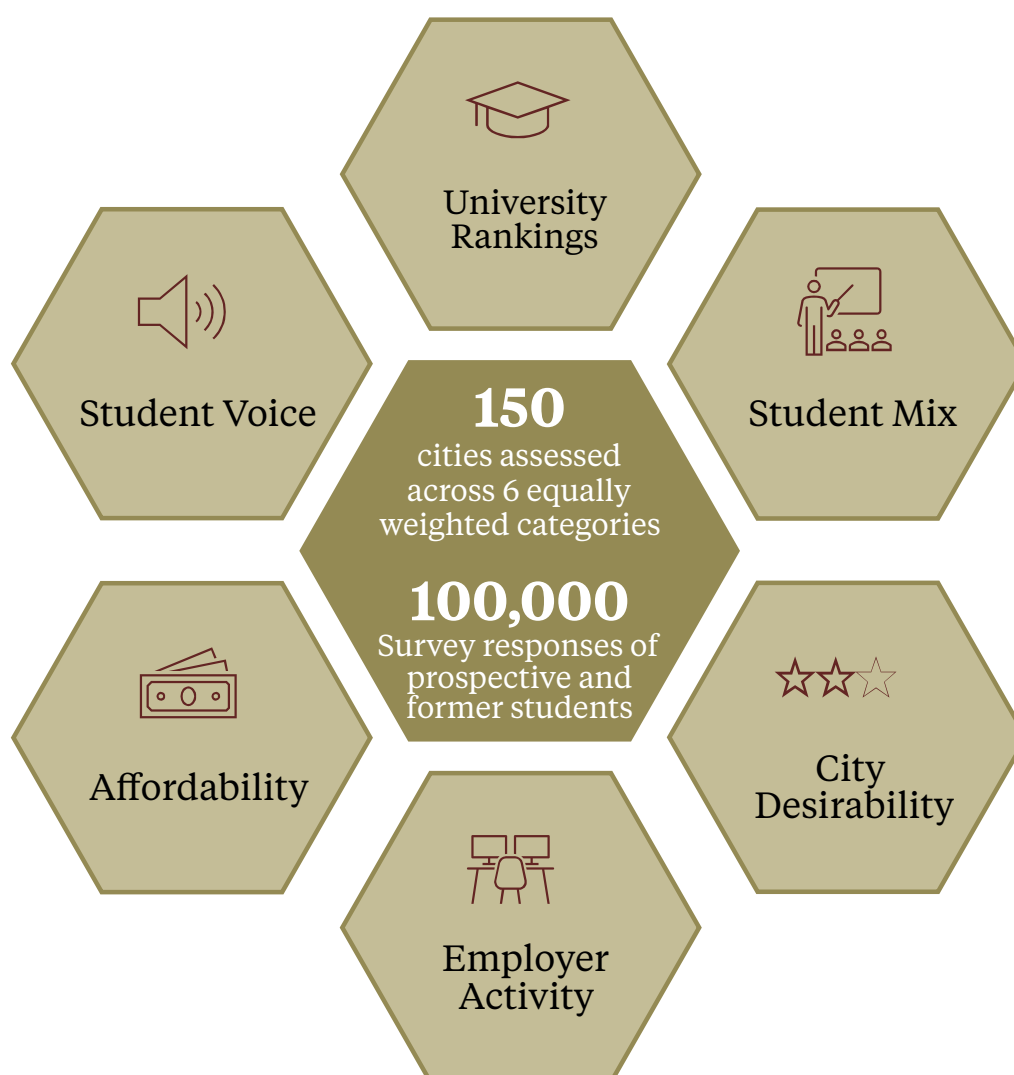 University
Rankings
Student Voice
Student Mix
150
cities assessed
across 6 equally
weighted categories
100,000
Survey responses of
prospective and
former students
Affordability
City
Desirability
Employer
Activity